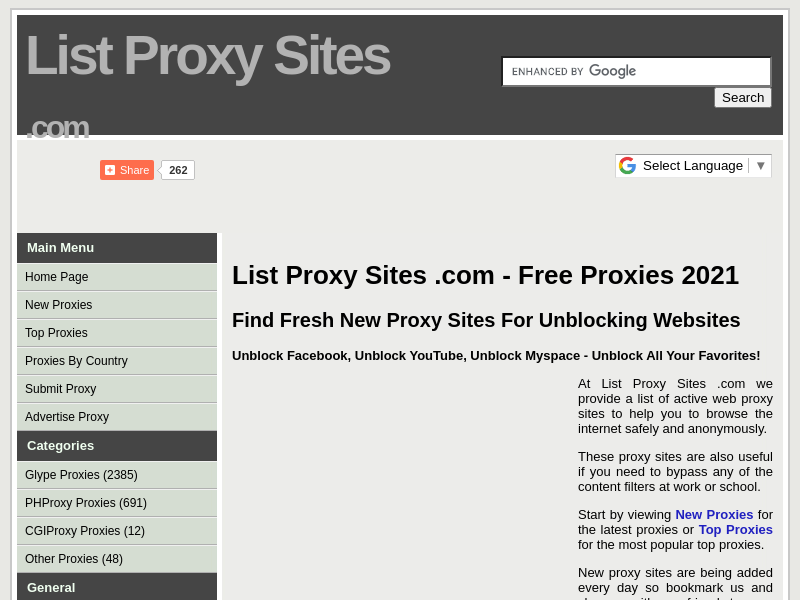 List Proxy Sites
.com
ENHANCED BY Google
Search
Share 262
Select Language ▼
Main Menu
Home Page
New Proxies
Top Proxies
Proxies By Country
Submit Proxy
Advertise Proxy
Categories
Glype Proxies (2385)
PHProxy Proxies (691)
CGIProxy Proxies (12)
Other Proxies (48)
General
List Proxy Sites .com - Free Proxies 2021
Find Fresh New Proxy Sites For Unblocking Websites
Unblock Facebook, Unblock YouTube, Unblock Myspace - Unblock All Your Favorites!
At List Proxy Sites .com we
provide a list of active web proxy
sites to help you to browse the
internet safely and anonymously.
These proxy sites are also useful
if you need to bypass any of the
content filters at work or school.
Start by viewing New Proxies for
the latest proxies or Top Proxies
for the most popular top proxies.
New proxy sites are being added
every day so bookmark us and